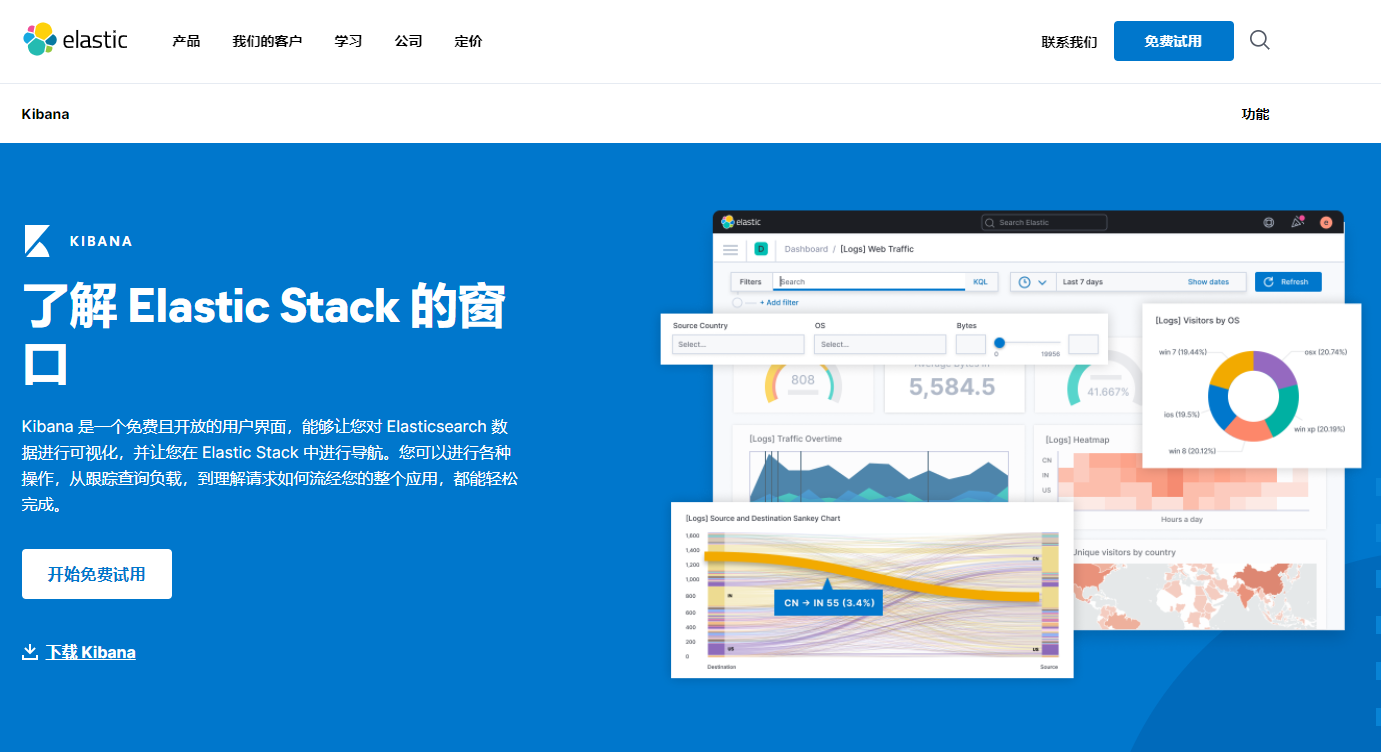 elastic
产品 我们的客户 学习 公司 定价
联系我们 免费试用
Kibana 功能
KIBANA
了解 Elastic Stack 的窗
口
Kibana 是一个免费且开放的用户界面，能够让您对 Elasticsearch 数
据进行可视化，并让您在 Elastic Stack 中进行导航。您可以进行各种
操作，从跟踪查询负载，到理解请求如何流经您的整个应用，都能轻松
完成。
开始免费试用
下载 Kibana
elastic Search Elastic e
D Dashboard / [Logs] Web Traffic
Filters Search KQL Last 7 days Show dates Refresh
+ Add filter
Source Country OS Bytes
Select... Select... 0 19856
808
Average Bytes in
5,584.5
41.667%
[Logs] Visitors by OS
win 7 (19.44%) osx (20.74%)
ios (19.5%) win xp (20.19%)
win 8 (20.12%)
[Logs] Traffic Overtime
[Logs] Heatmap
CN
IN
US
Hours a day
[Logs] Source and Destination Sankey Chart
1,600
1,400
1,200
1,000
800
600
400
200
0
CN
IN
CN → IN 55 (3.4%)
US US
Destination Source
Unique visitors by country